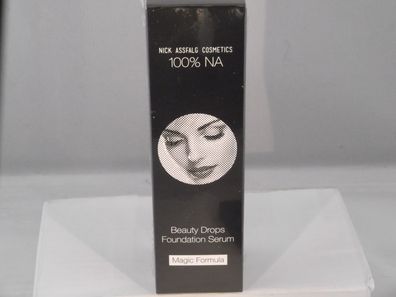 NICK ASSFALG COSMETICS
100% NA
Beauty Drops
Foundation Serum
Magic Formula